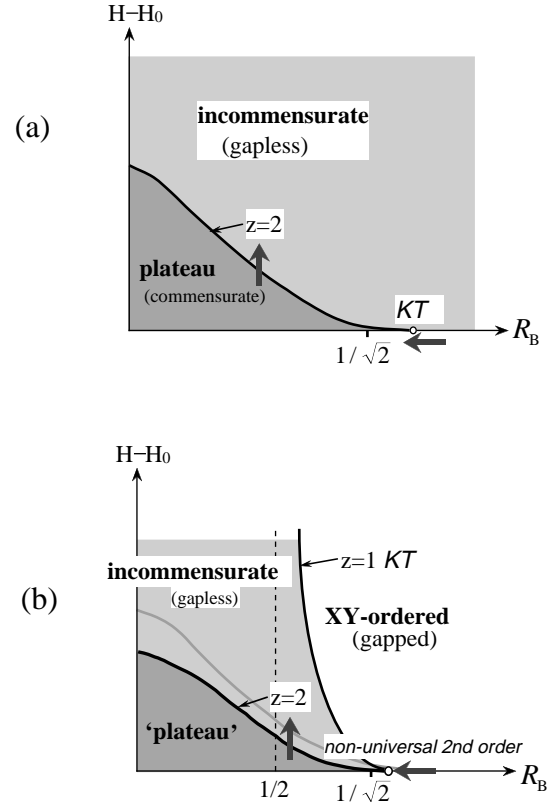 H−H₀
(a)
incommensurate
(gapless)
z=2
plateau
(commensurate)
KT
1/√2
R_B
H−H₀
(b)
incommensurate
(gapless)
z=1 KT
XY-ordered
(gapped)
z=2
'plateau'
non-universal 2nd order
1/2
1/√2
R_B